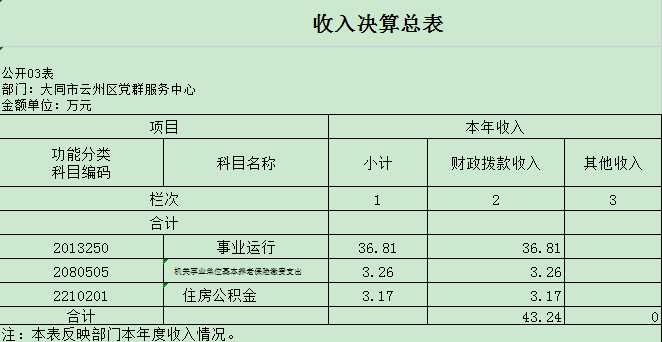 收入决算总表
公开03表
部门：大同市云州区党群服务中心
金额单位：万元
项目 本年收入
功能分类科目编码 科目名称 小计 财政拨款收入 其他收入
栏次 1 2 3
合计
2013250 事业运行 36.81 36.81
2080505 机关事业单位基本养老保险缴费支出 3.26 3.26
2210201 住房公积金 3.17 3.17
合计 43.24 0
注：本表反映部门本年度收入情况。